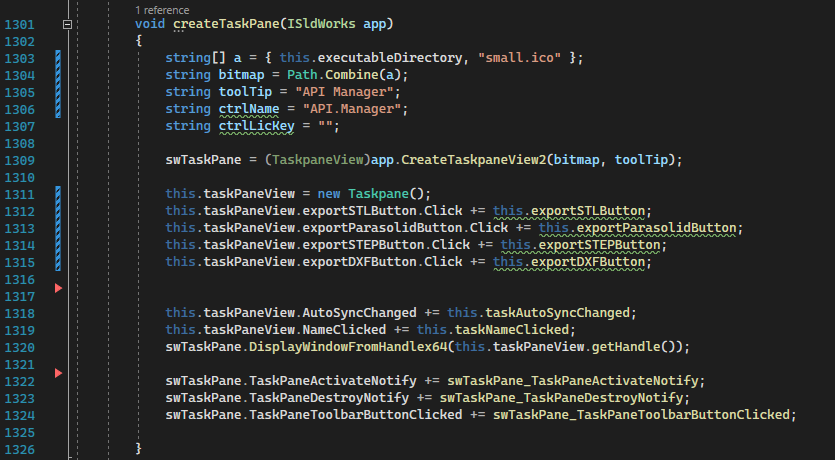 1 reference
1301 void createTaskPane(ISldWorks app)
1302 {
1303 string[] a = { this.executableDirectory, "small.ico" };
1304 string bitmap = Path.Combine(a);
1305 string toolTip = "API Manager";
1306 string ctrlName = "API.Manager";
1307 string ctrlLicKey = "";
1308
1309 swTaskPane = (TaskpaneView)app.CreateTaskpaneView2(bitmap, toolTip);
1310
1311 this.taskPaneView = new Taskpane();
1312 this.taskPaneView.exportSTLButton.Click += this.exportSTLButton;
1313 this.taskPaneView.exportParasolidButton.Click += this.exportParasolidButton;
1314 this.taskPaneView.exportSTEPButton.Click += this.exportSTEPButton;
1315 this.taskPaneView.exportDXFButton.Click += this.exportDXFButton;
1316
1317
1318 this.taskPaneView.AutoSyncChanged += this.taskAutoSyncChanged;
1319 this.taskPaneView.NameClicked += this.taskNameClicked;
1320 swTaskPane.DisplayWindowFromHandlex64(this.taskPaneView.getHandle());
1321
1322 swTaskPane.TaskPaneActivateNotify += swTaskPane_TaskPaneActivateNotify;
1323 swTaskPane.TaskPaneDestroyNotify += swTaskPane_TaskPaneDestroyNotify;
1324 swTaskPane.TaskPaneToolbarButtonClicked += swTaskPane_TaskPaneToolbarButtonClicked;
1325
1326 }